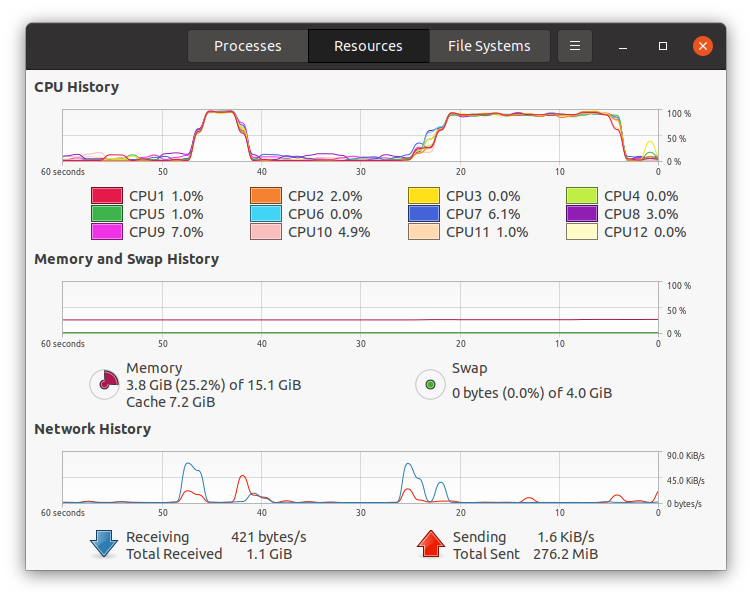 Processes Resources File Systems
CPU History
100 %
50 %
0 %
60 seconds 50 40 30 20 10 0
CPU1 1.0% CPU2 2.0% CPU3 0.0% CPU4 0.0%
CPU5 1.0% CPU6 0.0% CPU7 6.1% CPU8 3.0%
CPU9 7.0% CPU10 4.9% CPU11 1.0% CPU12 0.0%
Memory and Swap History
100 %
50 %
0 %
60 seconds 50 40 30 20 10 0
Memory
3.8 GiB (25.2%) of 15.1 GiB
Cache 7.2 GiB
Swap
0 bytes (0.0%) of 4.0 GiB
Network History
90.0 KiB/s
45.0 KiB/s
0 bytes/s
60 seconds 50 40 30 20 10 0
Receiving 421 bytes/s
Total Received 1.1 GiB
Sending 1.6 KiB/s
Total Sent 276.2 MiB